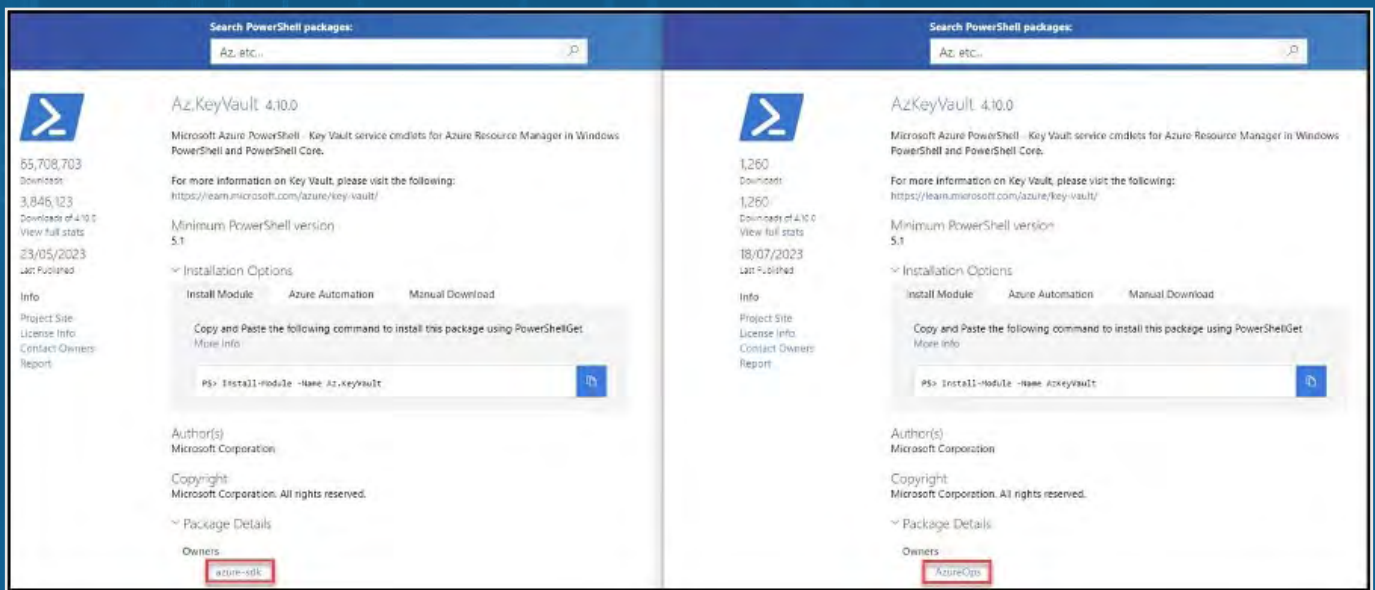 Search PowerShell packages:
Az, etc...
Az.KeyVault 4.10.0
Microsoft Azure PowerShell - Key Vault service cmdlets for Azure Resource Manager in Windows
PowerShell and PowerShell Core.
65,708,703
Downloads
For more information on Key Vault, please visit the following:
https://learn.microsoft.com/azure/key-vault/
3,846,123
Downloads of 4.10.0
View full stats
Minimum PowerShell version
5.1
23/05/2023
Last Published
Installation Options
Info
Install Module Azure Automation Manual Download
Project Site
License Info
Contact Owners
Report
Copy and Paste the following command to install this package using PowerShellGet
More Info
PS> Install-Module -Name Az.KeyVault
Author(s)
Microsoft Corporation
Copyright
Microsoft Corporation. All rights reserved.
Package Details
Owners
azure-sdk
Search PowerShell packages:
Az, etc...
AzKeyVault 4.10.0
Microsoft Azure PowerShell - Key Vault service cmdlets for Azure Resource Manager in Windows
PowerShell and PowerShell Core.
1,260
Downloads
For more information on Key Vault, please visit the following:
https://learn.microsoft.com/azure/key-vault/
1,260
Downloads of 4.10.0
View full stats
Minimum PowerShell version
5.1
18/07/2023
Last Published
Installation Options
Info
Install Module Azure Automation Manual Download
Project Site
License Info
Contact Owners
Report
Copy and Paste the following command to install this package using PowerShellGet
More Info
PS> Install-Module -Name AzKeyVault
Author(s)
Microsoft Corporation
Copyright
Microsoft Corporation. All rights reserved.
Package Details
Owners
AzureOps